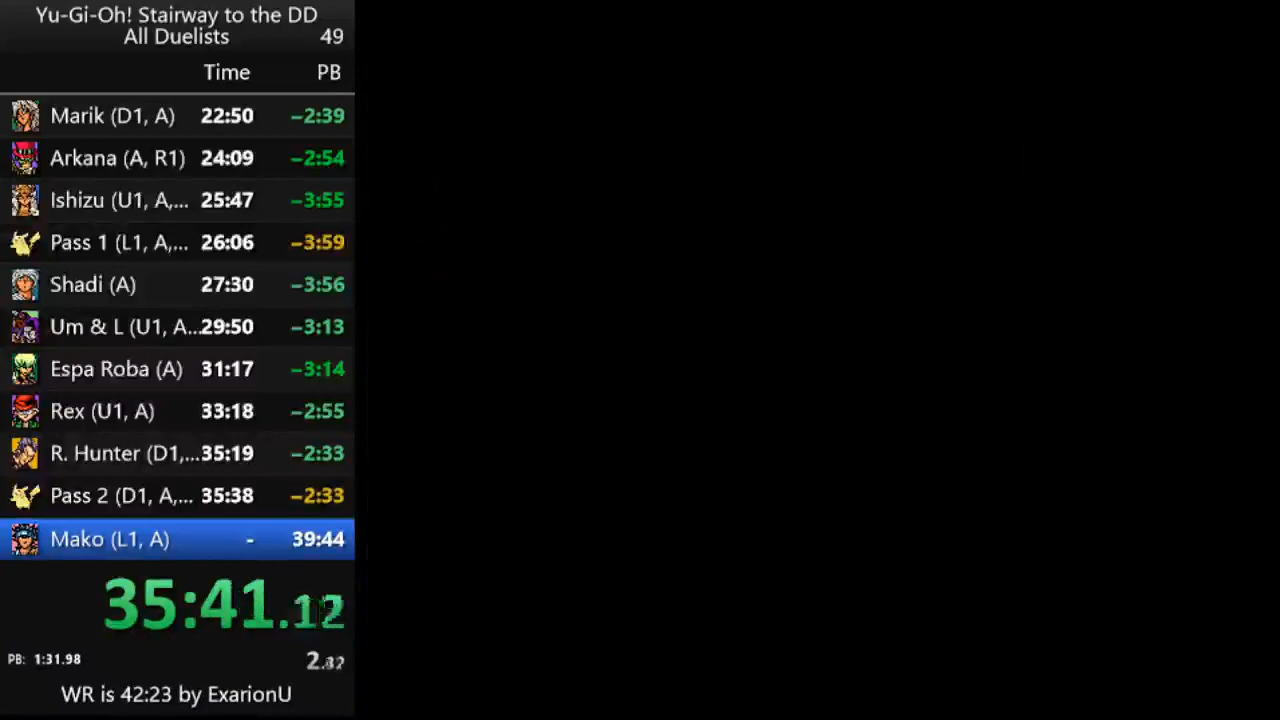 Yu-Gi-Oh! Stairway to the DD
All Duelists 49
Time PB
Marik (D1, A) 22:50 −2:39
Arkana (A, R1) 24:09 −2:54
Ishizu (U1, A,... 25:47 −3:55
Pass 1 (L1, A,... 26:06 −3:59
Shadi (A) 27:30 −3:56
Um & L (U1, A... 29:50 −3:13
Espa Roba (A) 31:17 −3:14
Rex (U1, A) 33:18 −2:55
R. Hunter (D1,... 35:19 −2:33
Pass 2 (D1, A,... 35:38 −2:33
Mako (L1, A) - 39:44
35:41.12
PB: 1:31.98 2.82
WR is 42:23 by ExarionU